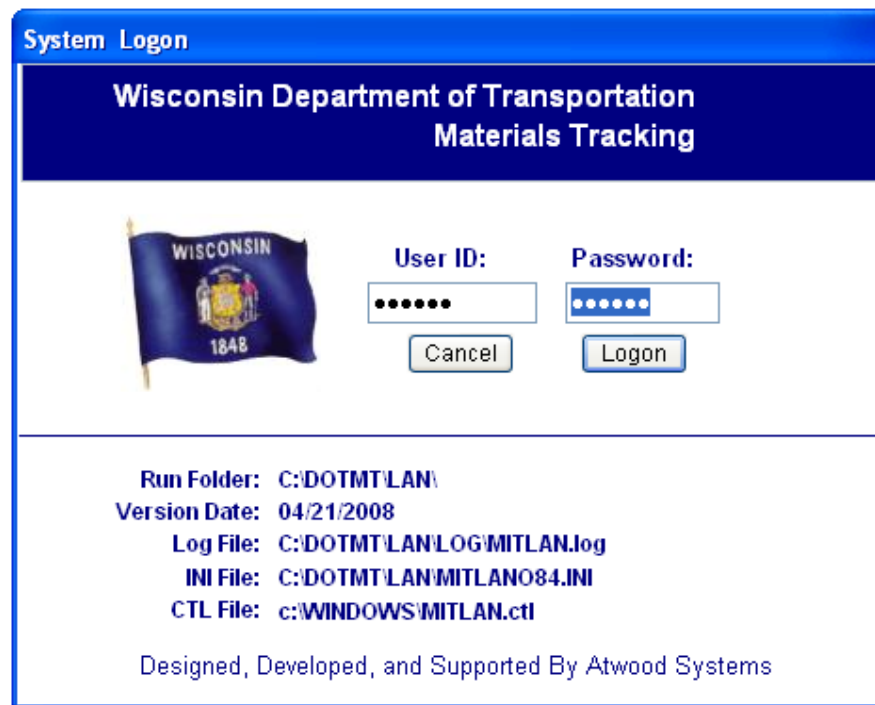 System Logon
Wisconsin Department of Transportation
Materials Tracking
WISCONSIN
1848
User ID: Password:
•••••• ••••••
Cancel Logon
Run Folder: C:\DOTMT\LAN\
Version Date: 04/21/2008
Log File: C:\DOTMT\LAN\LOG\MITLAN.log
INI File: C:\DOTMT\LAN\MITLANO84.INI
CTL File: c:\WINDOWS\MITLAN.ctl
Designed, Developed, and Supported By Atwood Systems